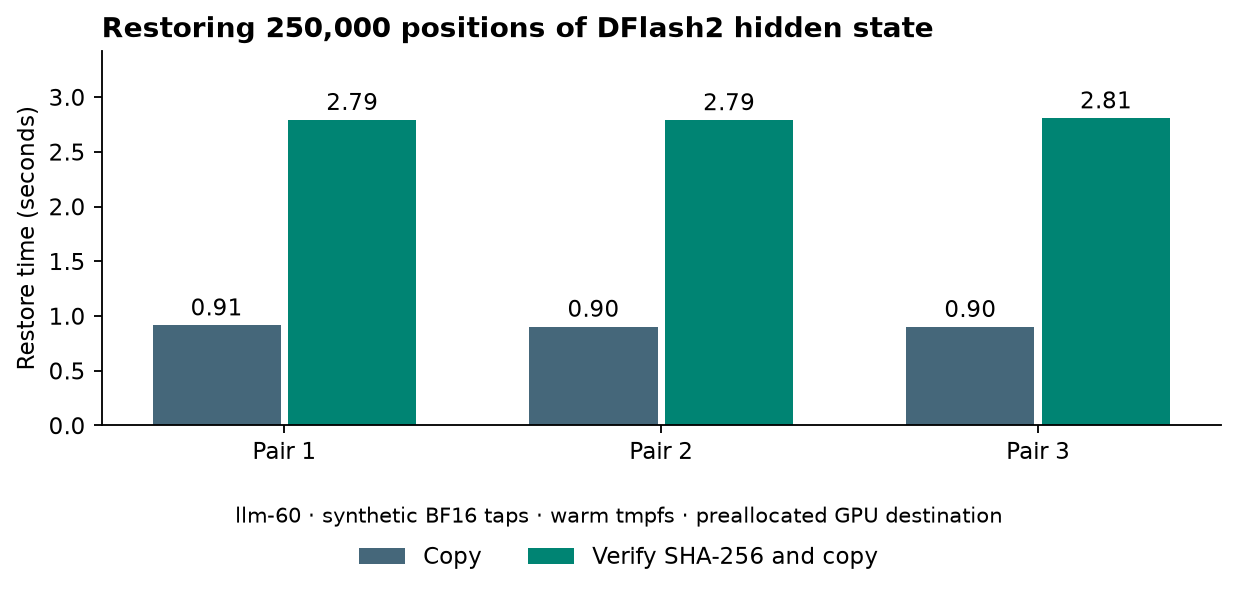 Restoring 250,000 positions of DFlash2 hidden state
Restore time (seconds)
3.0
2.5
2.0
1.5
1.0
0.5
0.0
0.91
2.79
0.90
2.79
0.90
2.81
Pair 1
Pair 2
Pair 3
llm-60 · synthetic BF16 taps · warm tmpfs · preallocated GPU destination
Copy
Verify SHA-256 and copy